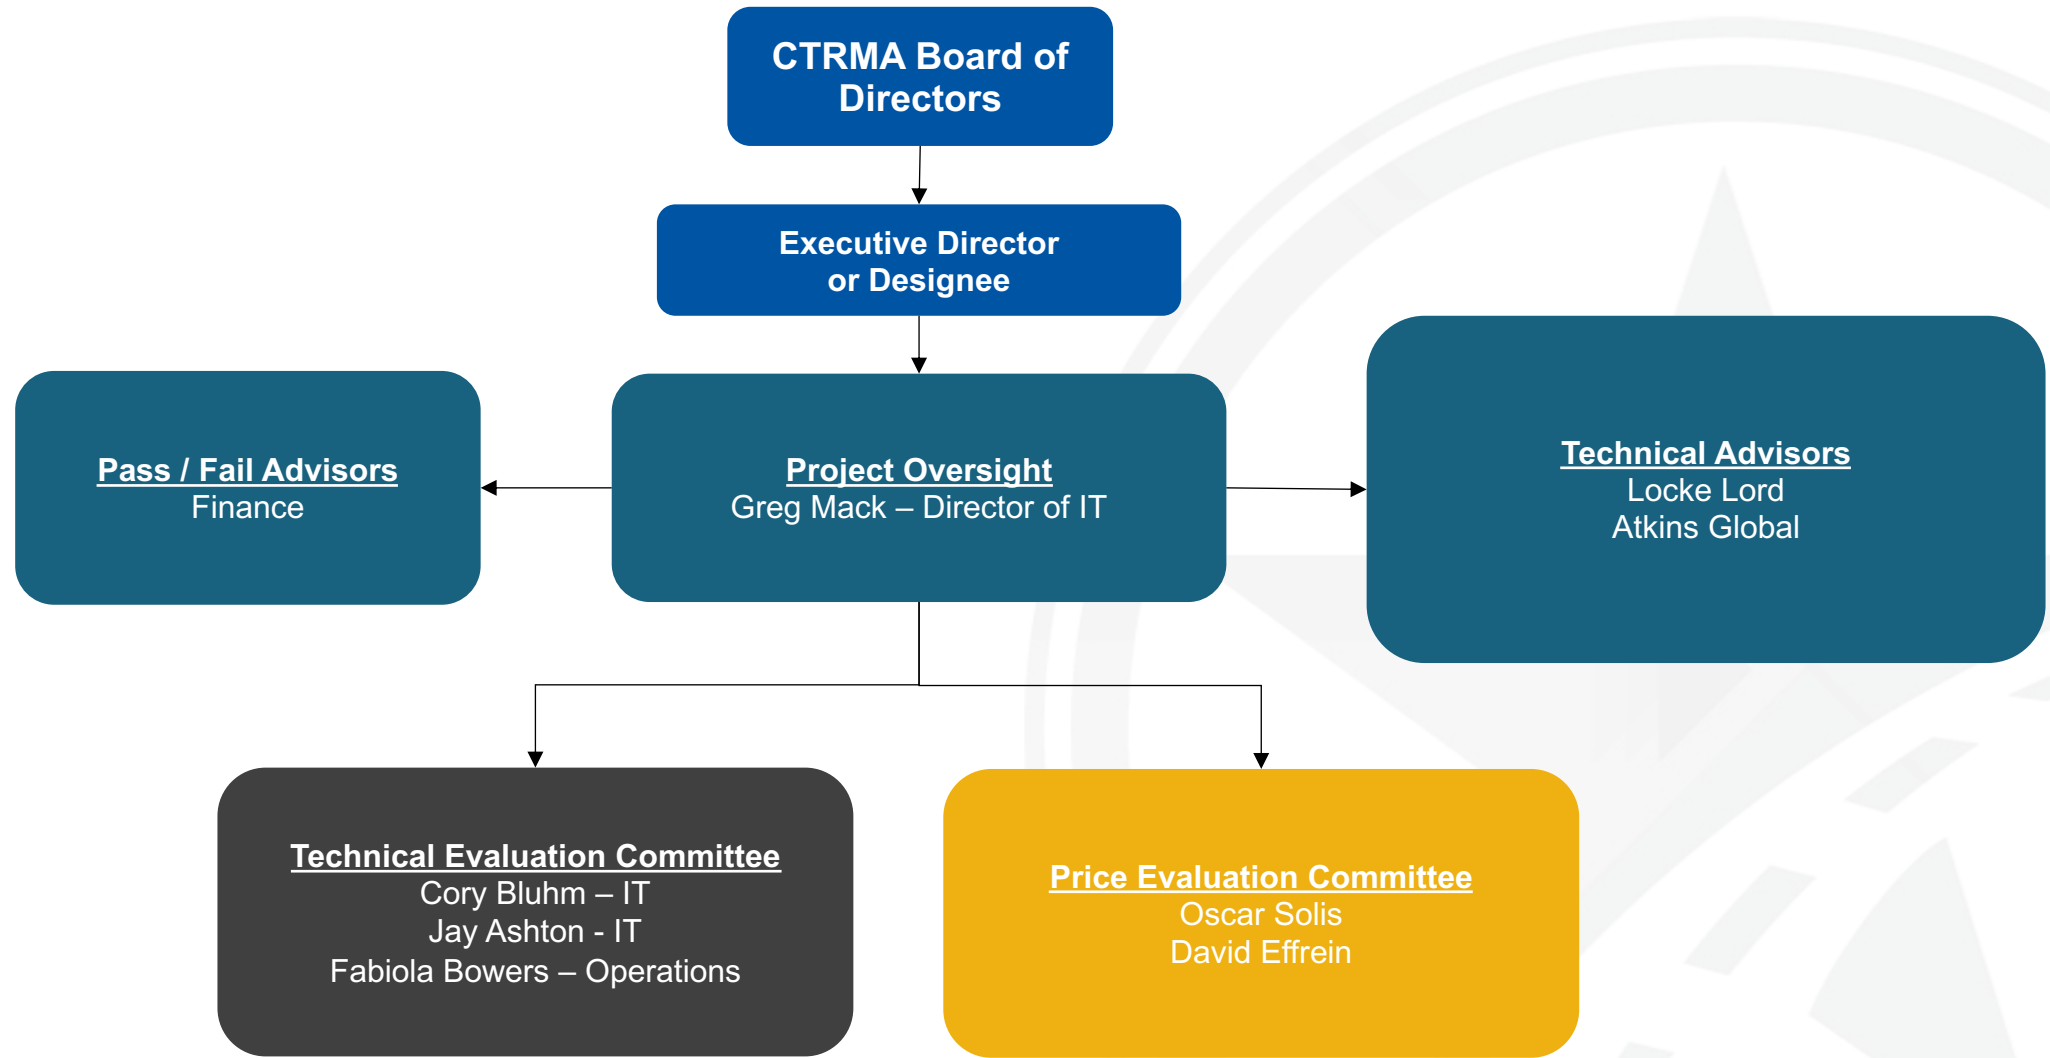 CTRMA Board of
Directors
Executive Director
or Designee
Pass / Fail Advisors
Finance
Project Oversight
Greg Mack – Director of IT
Technical Advisors
Locke Lord
Atkins Global
Technical Evaluation Committee
Cory Bluhm – IT
Jay Ashton - IT
Fabiola Bowers – Operations
Price Evaluation Committee
Oscar Solis
David Effrein